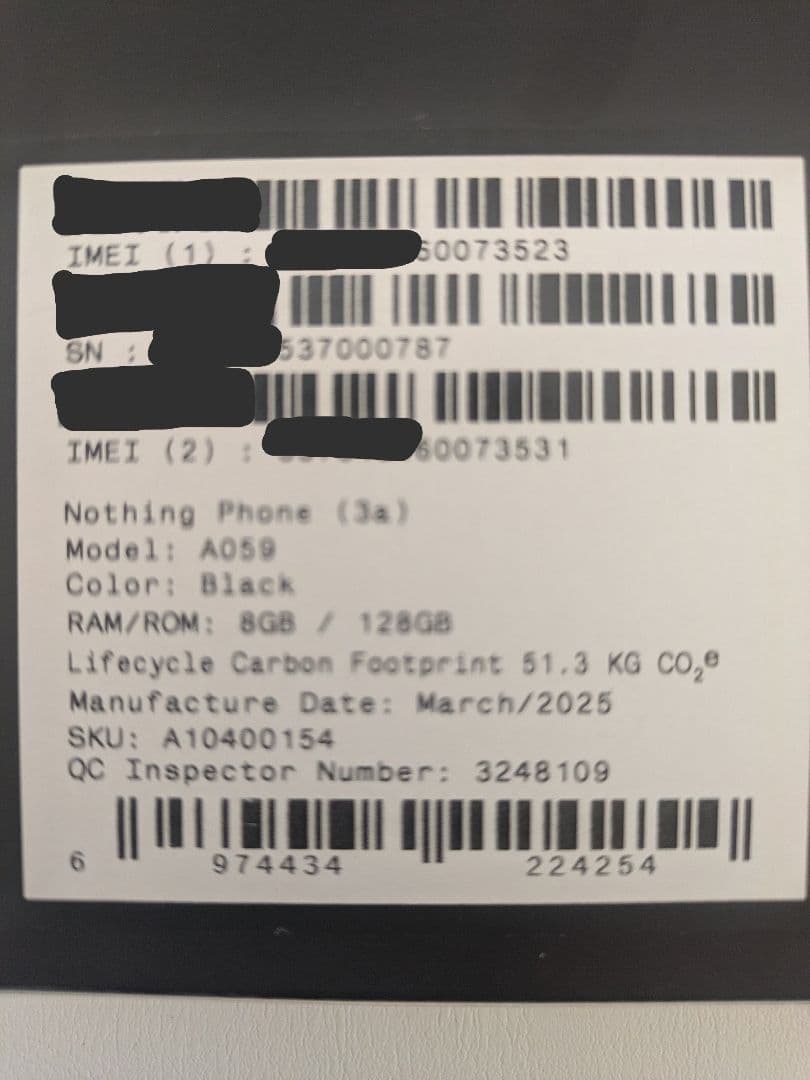 IMEI (1) : 60073523
SN : 537000787
IMEI (2) : 60073531
Nothing Phone (3a)
Model: A059
Color: Black
RAM/ROM: 8GB / 128GB
Lifecycle Carbon Footprint 51.3 KG CO₂e
Manufacture Date: March/2025
SKU: A10400154
QC Inspector Number: 3248109
6 974434 224254